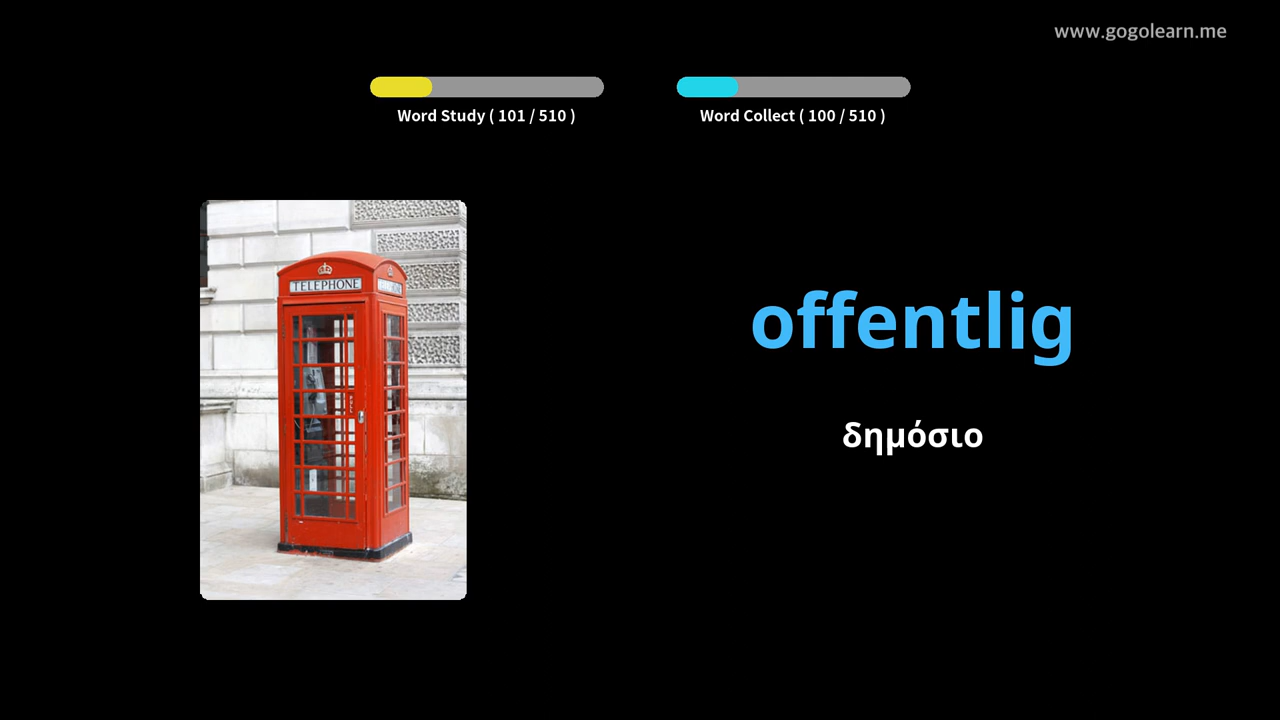 www.gogolearn.me
Word Study ( 101 / 510 )
Word Collect ( 100 / 510 )
TELEPHONE
offentlig
δημόσιο